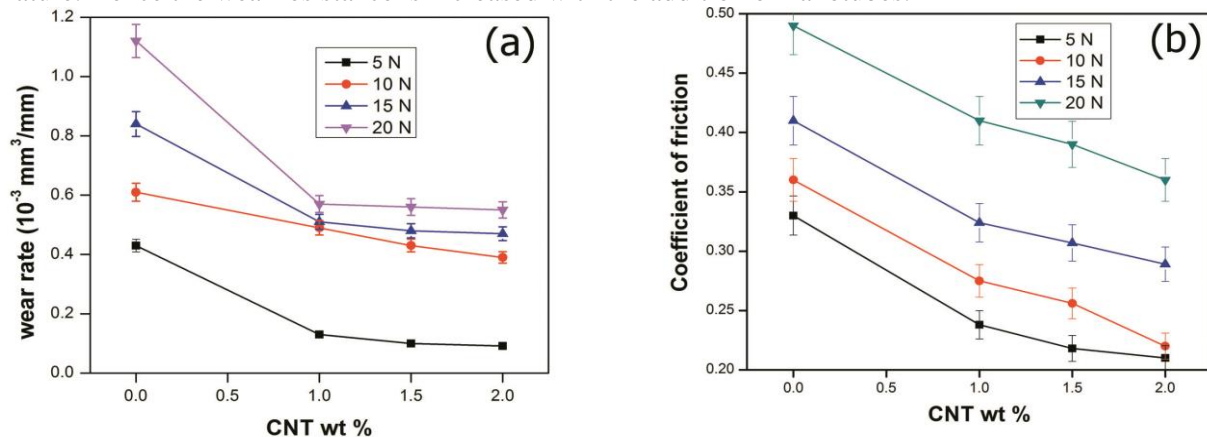 (a)
5 N
10 N
15 N
20 N
wear rate (10⁻³ mm³/mm)
1.2
1.0
0.8
0.6
0.4
0.2
0.0
0.0 0.5 1.0 1.5 2.0
CNT wt %
(b)
5 N
10 N
15 N
20 N
Coefficient of friction
0.50
0.45
0.40
0.35
0.30
0.25
0.20
0.0 0.5 1.0 1.5 2.0
CNT wt %